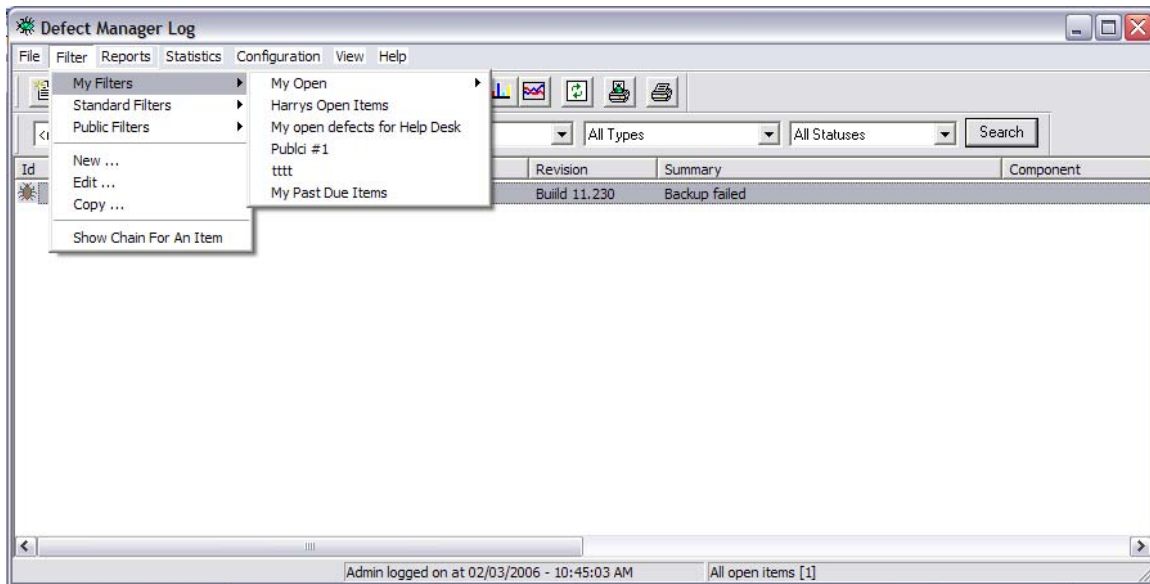 Defect Manager Log
File Filter Reports Statistics Configuration View Help
My Filters
Standard Filters
Public Filters
New ...
Edit ...
Copy ...
Show Chain For An Item
My Open
Harrys Open Items
My open defects for Help Desk
Publci #1
tttt
My Past Due Items
All Types All Statuses Search
Id Revision Summary Component
Buiild 11.230 Backup failed
Admin logged on at 02/03/2006 - 10:45:03 AM All open items [1]